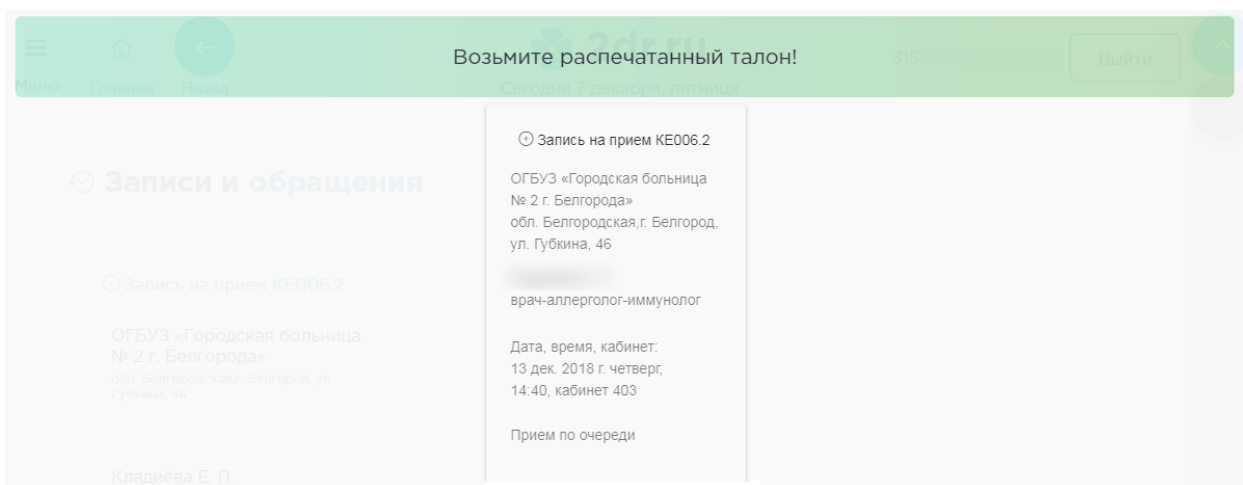 Возьмите распечатанный талон!
2dr.ru
315
Выйти
Меню
Главная
Назад
Сегодня 7 декабря, пятница
Записи и обращения
Запись на прием КЕ006.2
ОГБУЗ «Городская больница
№ 2 г. Белгорода»
обл. Белгородская,г. Белгород, ул.
Губкина, 46
Кладиёва Е. П.
Запись на прием КЕ006.2
ОГБУЗ «Городская больница
№ 2 г. Белгорода»
обл. Белгородская,г. Белгород,
ул. Губкина, 46
врач-аллерголог-иммунолог
Дата, время, кабинет:
13 дек. 2018 г. четверг,
14:40, кабинет 403
Прием по очереди